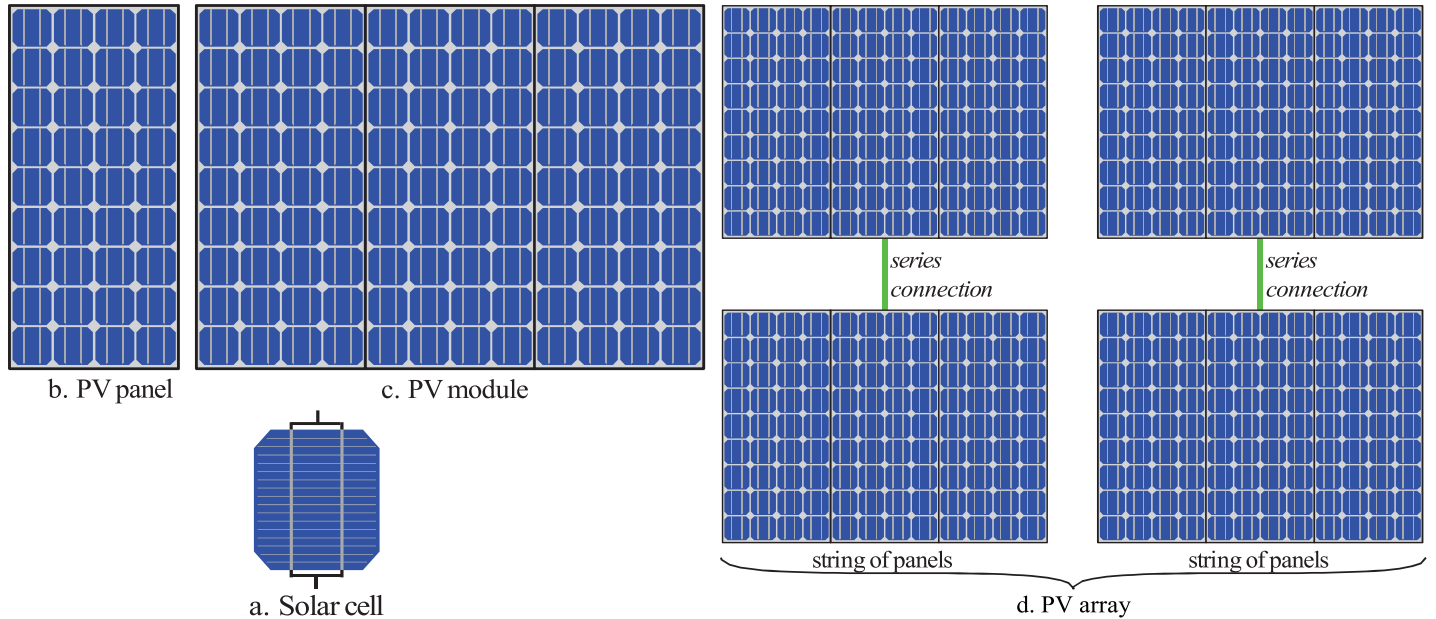 series
connection
series
connection
b. PV panel
c. PV module
a. Solar cell
string of panels
string of panels
d. PV array